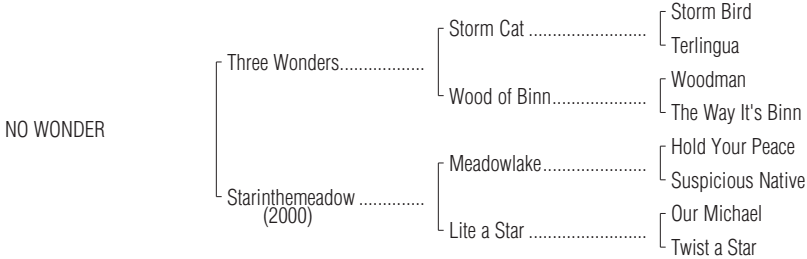 Storm Bird
Storm Cat ........................
Terlingua
Three Wonders.................
Woodman
Wood of Binn...................
The Way It's Binn
NO WONDER
Hold Your Peace
Meadowlake.....................
Suspicious Native
Starinthemeadow .............
(2000)
Our Michael
Lite a Star ........................
Twist a Star